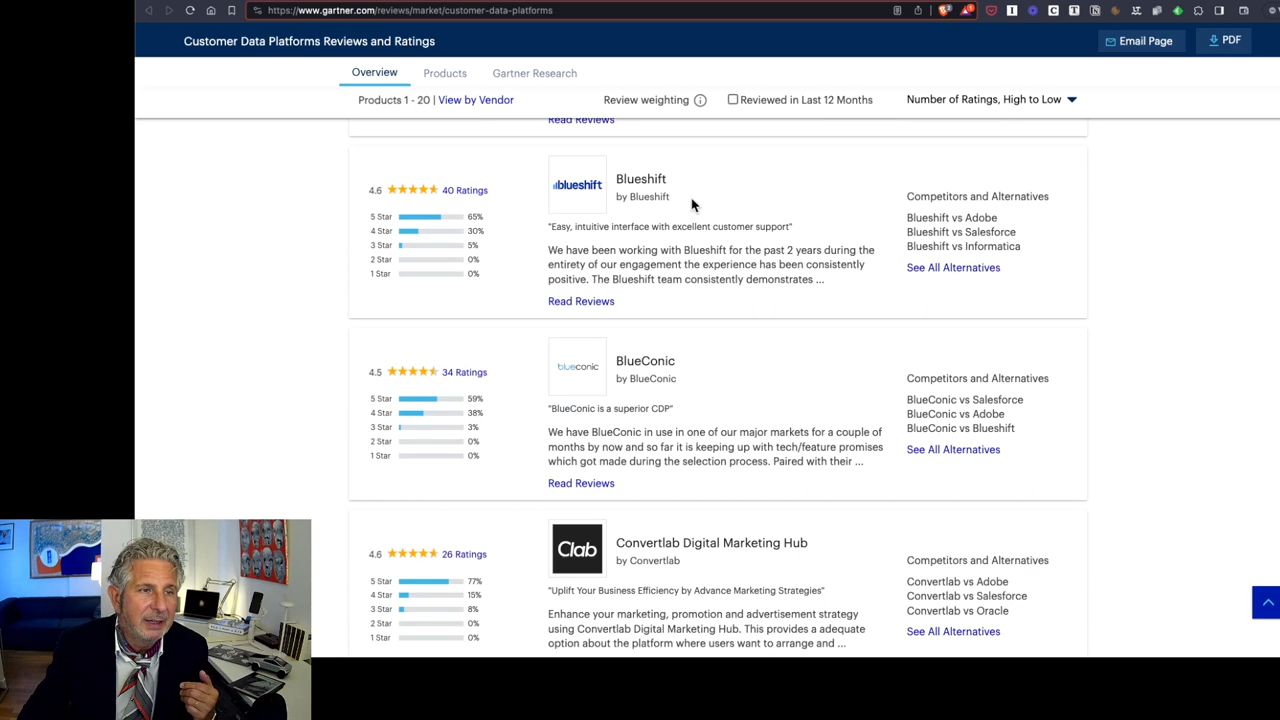 https://www.gartner.com/reviews/market/customer-data-platforms
Customer Data Platforms Reviews and Ratings
Email Page
PDF
Overview
Products
Gartner Research
Products 1 - 20 | View by Vendor
Review weighting
Reviewed in Last 12 Months
Number of Ratings, High to Low
Read Reviews
4.6
40 Ratings
5 Star 65%
4 Star 30%
3 Star 5%
2 Star 0%
1 Star 0%
blueshift
Blueshift
by Blueshift
"Easy, intuitive interface with excellent customer support"
We have been working with Blueshift for the past 2 years during the
entirety of our engagement the experience has been consistently
positive. The Blueshift team consistently demonstrates ...
Read Reviews
Competitors and Alternatives
Blueshift vs Adobe
Blueshift vs Salesforce
Blueshift vs Informatica
See All Alternatives
4.5
34 Ratings
5 Star 59%
4 Star 38%
3 Star 3%
2 Star 0%
1 Star 0%
blueconic
BlueConic
by BlueConic
"BlueConic is a superior CDP"
We have BlueConic in use in one of our major markets for a couple of
months by now and so far it is keeping up with tech/feature promises
which got made during the selection process. Paired with their ...
Read Reviews
Competitors and Alternatives
BlueConic vs Salesforce
BlueConic vs Adobe
BlueConic vs Blueshift
See All Alternatives
4.6
26 Ratings
5 Star 77%
4 Star 15%
3 Star 8%
2 Star 0%
1 Star 0%
Clab
Convertlab Digital Marketing Hub
by Convertlab
"Uplift Your Business Efficiency by Advance Marketing Strategies"
Enhance your marketing, promotion and advertisement strategy
using Convertlab Digital Marketing Hub. This provides a adequate
option about the platform where users want to arrange and ...
Competitors and Alternatives
Convertlab vs Adobe
Convertlab vs Salesforce
Convertlab vs Oracle
See All Alternatives